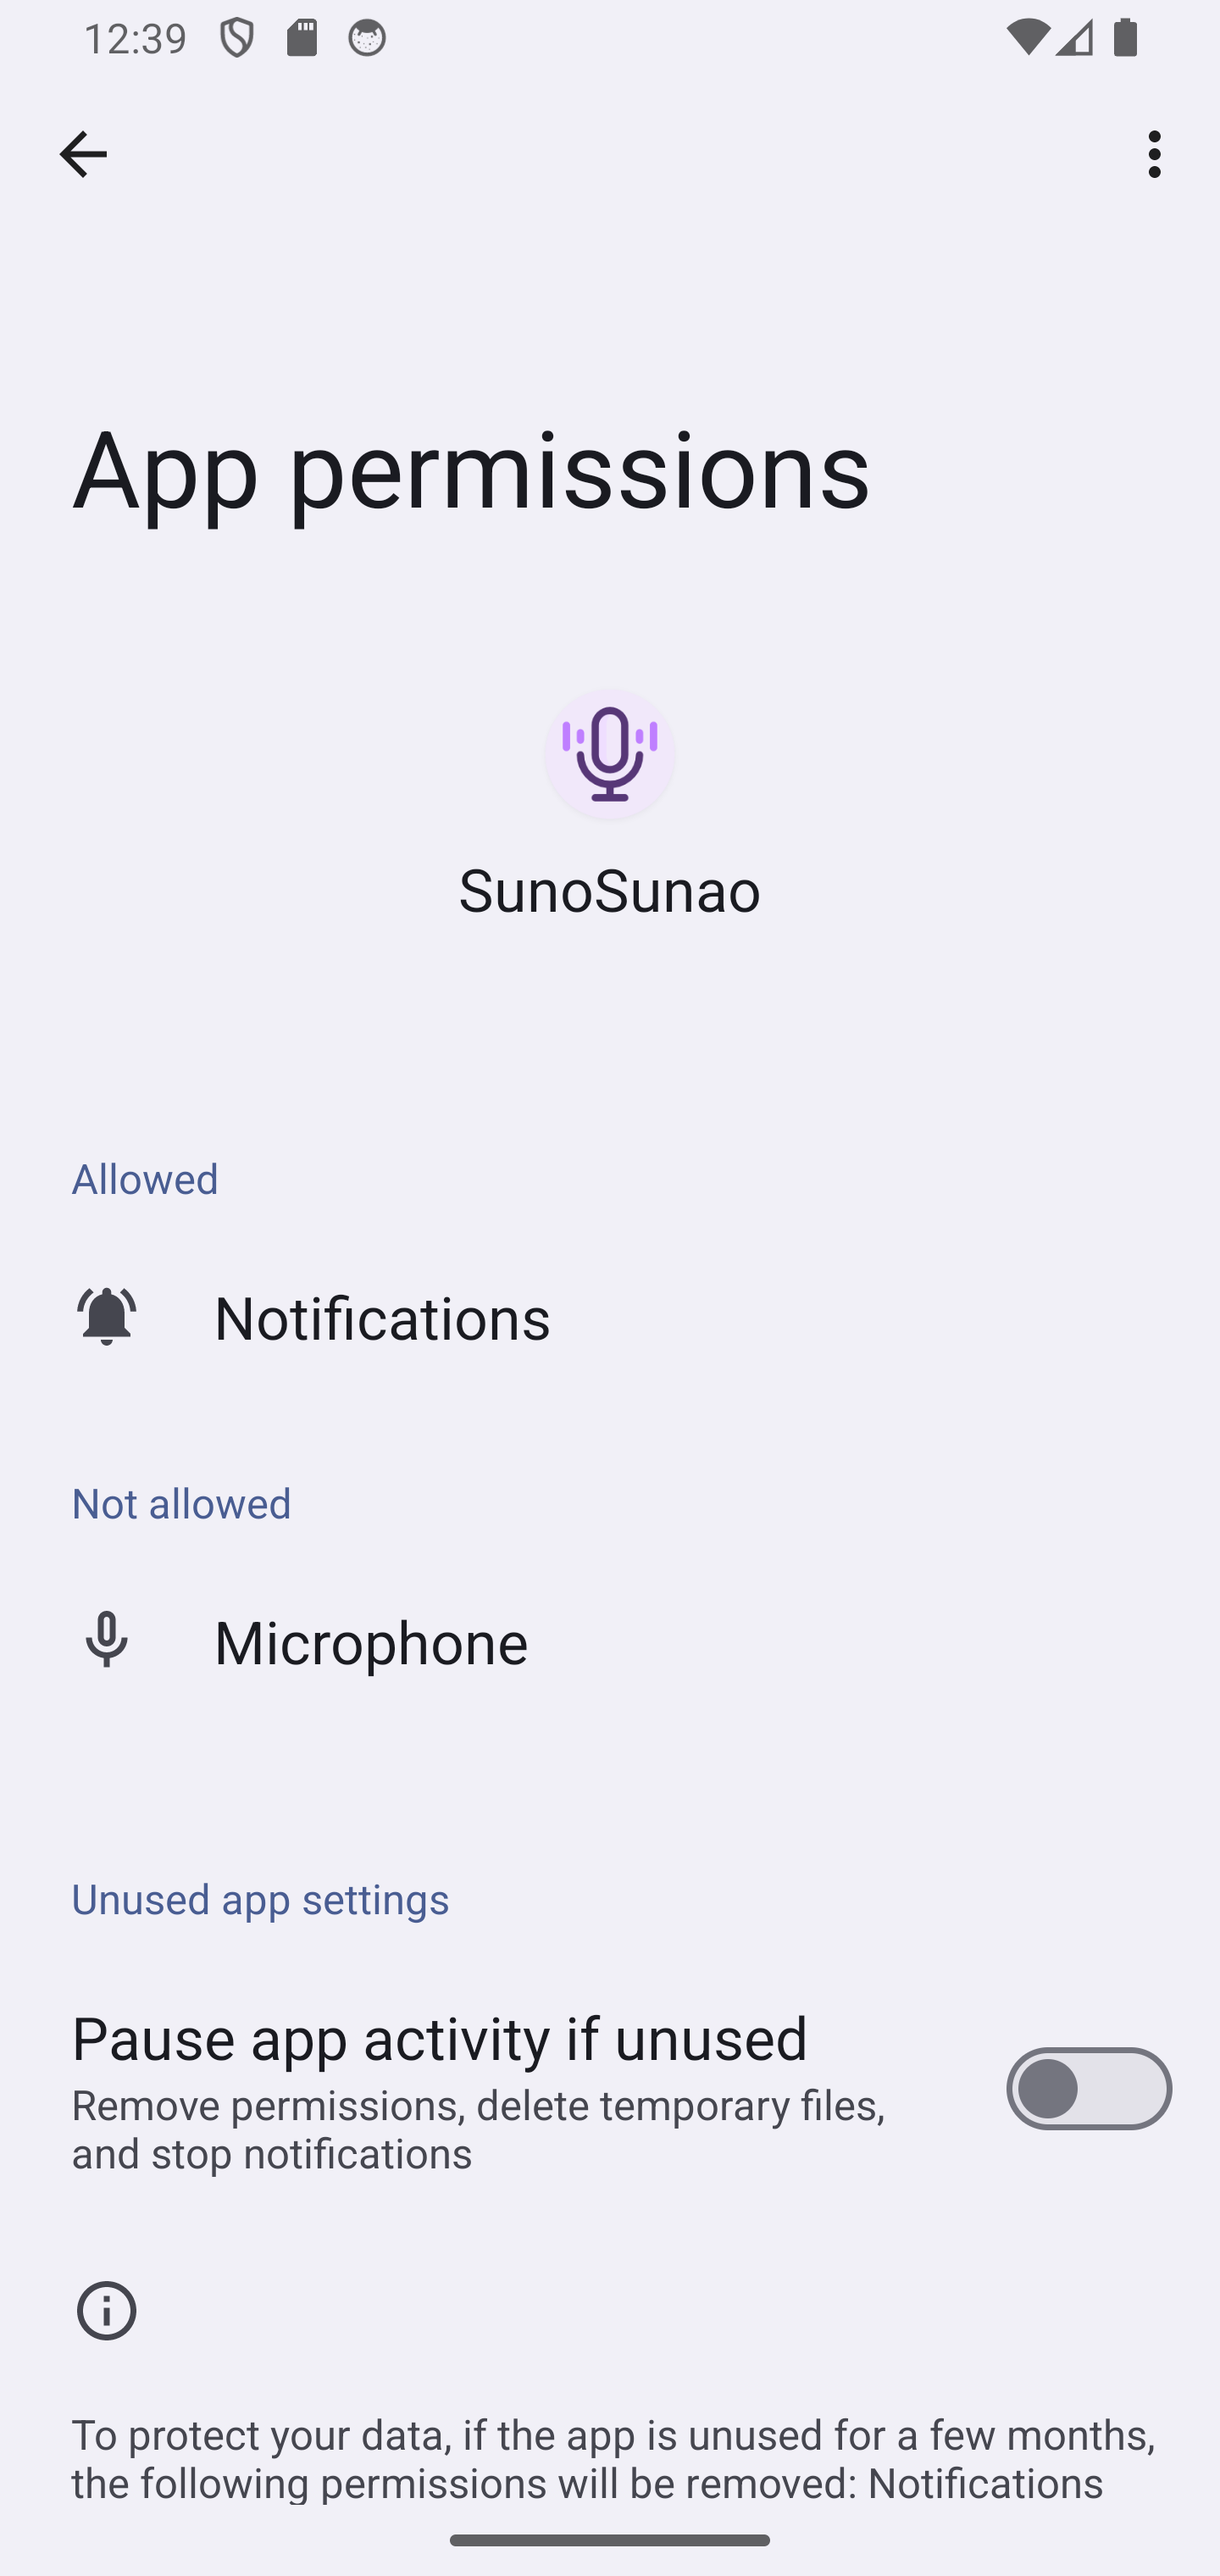 12:39
App permissions
SunoSunao
Allowed
Notifications
Not allowed
Microphone
Unused app settings
Pause app activity if unused
Remove permissions, delete temporary files,
and stop notifications
To protect your data, if the app is unused for a few months,
the following permissions will be removed: Notifications